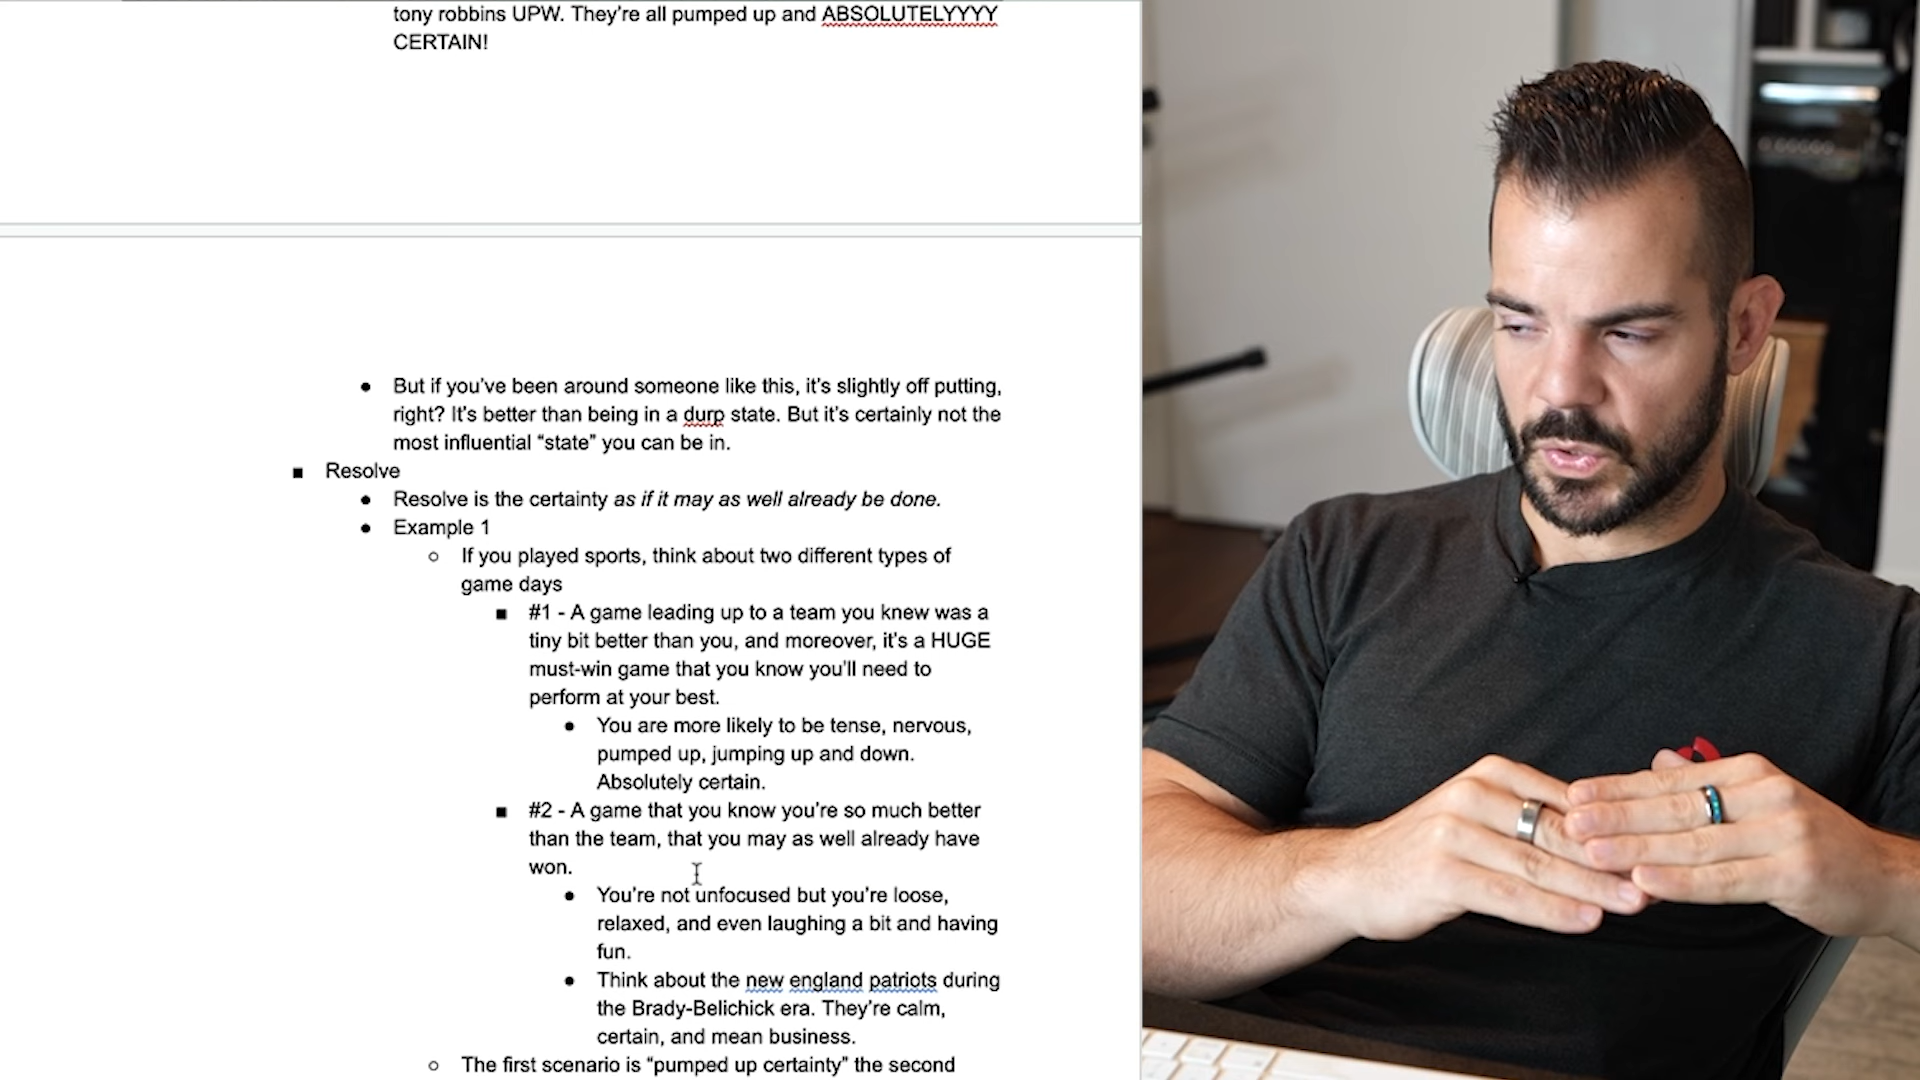 tony robbins UPW. They're all pumped up and ABSOLUTELYYYY
CERTAIN!
But if you've been around someone like this, it's slightly off putting,
right? It's better than being in a durp state. But it's certainly not the
most influential “state” you can be in.
Resolve
Resolve is the certainty as if it may as well already be done.
Example 1
If you played sports, think about two different types of
game days
#1 - A game leading up to a team you knew was a
tiny bit better than you, and moreover, it's a HUGE
must-win game that you know you'll need to
perform at your best.
You are more likely to be tense, nervous,
pumped up, jumping up and down.
Absolutely certain.
#2 - A game that you know you're so much better
than the team, that you may as well already have
won.
You're not unfocused but you're loose,
relaxed, and even laughing a bit and having
fun.
Think about the new england patriots during
the Brady-Belichick era. They're calm,
certain, and mean business.
The first scenario is “pumped up certainty” the second